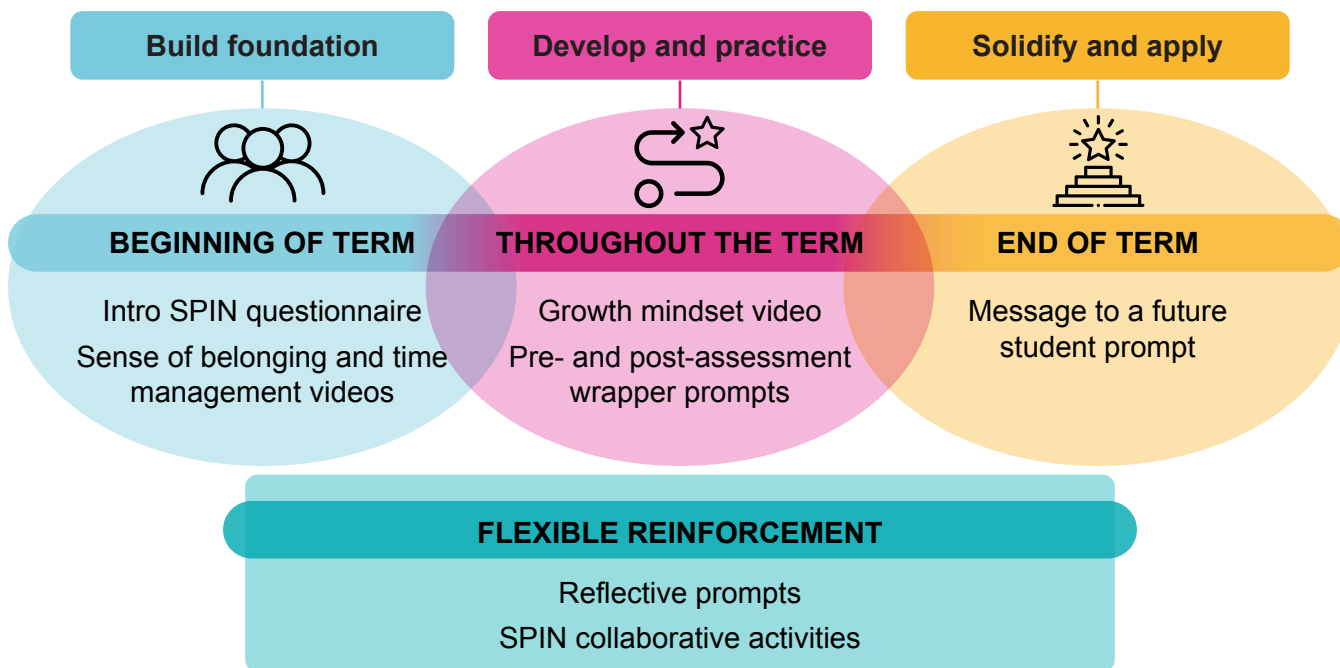 Build foundation
Develop and practice
Solidify and apply
BEGINNING OF TERM
THROUGHOUT THE TERM
END OF TERM
Intro SPIN questionnaire
Sense of belonging and time
management videos
Growth mindset video
Pre- and post-assessment
wrapper prompts
Message to a future
student prompt
FLEXIBLE REINFORCEMENT
Reflective prompts
SPIN collaborative activities